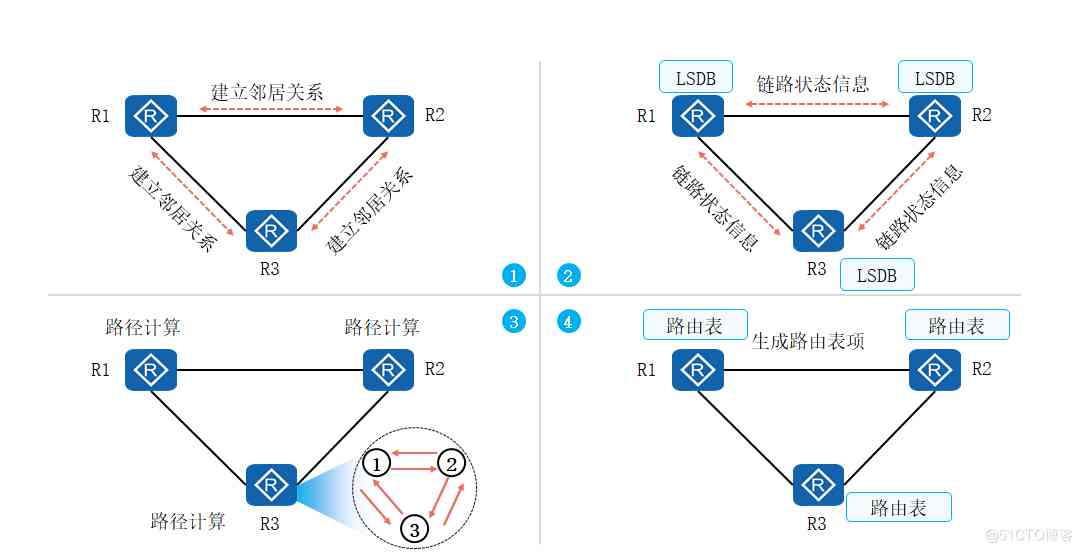 建立邻居关系
R1
R2
建立邻居关系
建立邻居关系
R3
1
LSDB
LSDB
链路状态信息
R1
R2
链路状态信息
链路状态信息
R3
LSDB
2
路径计算
路径计算
3
R1
R2
路径计算
R3
1
2
3
4
路由表
路由表
生成路由表项
R1
R2
R3
路由表
@51CTO博客
R
R
R
R
R
R
R
R
R
R
R
R